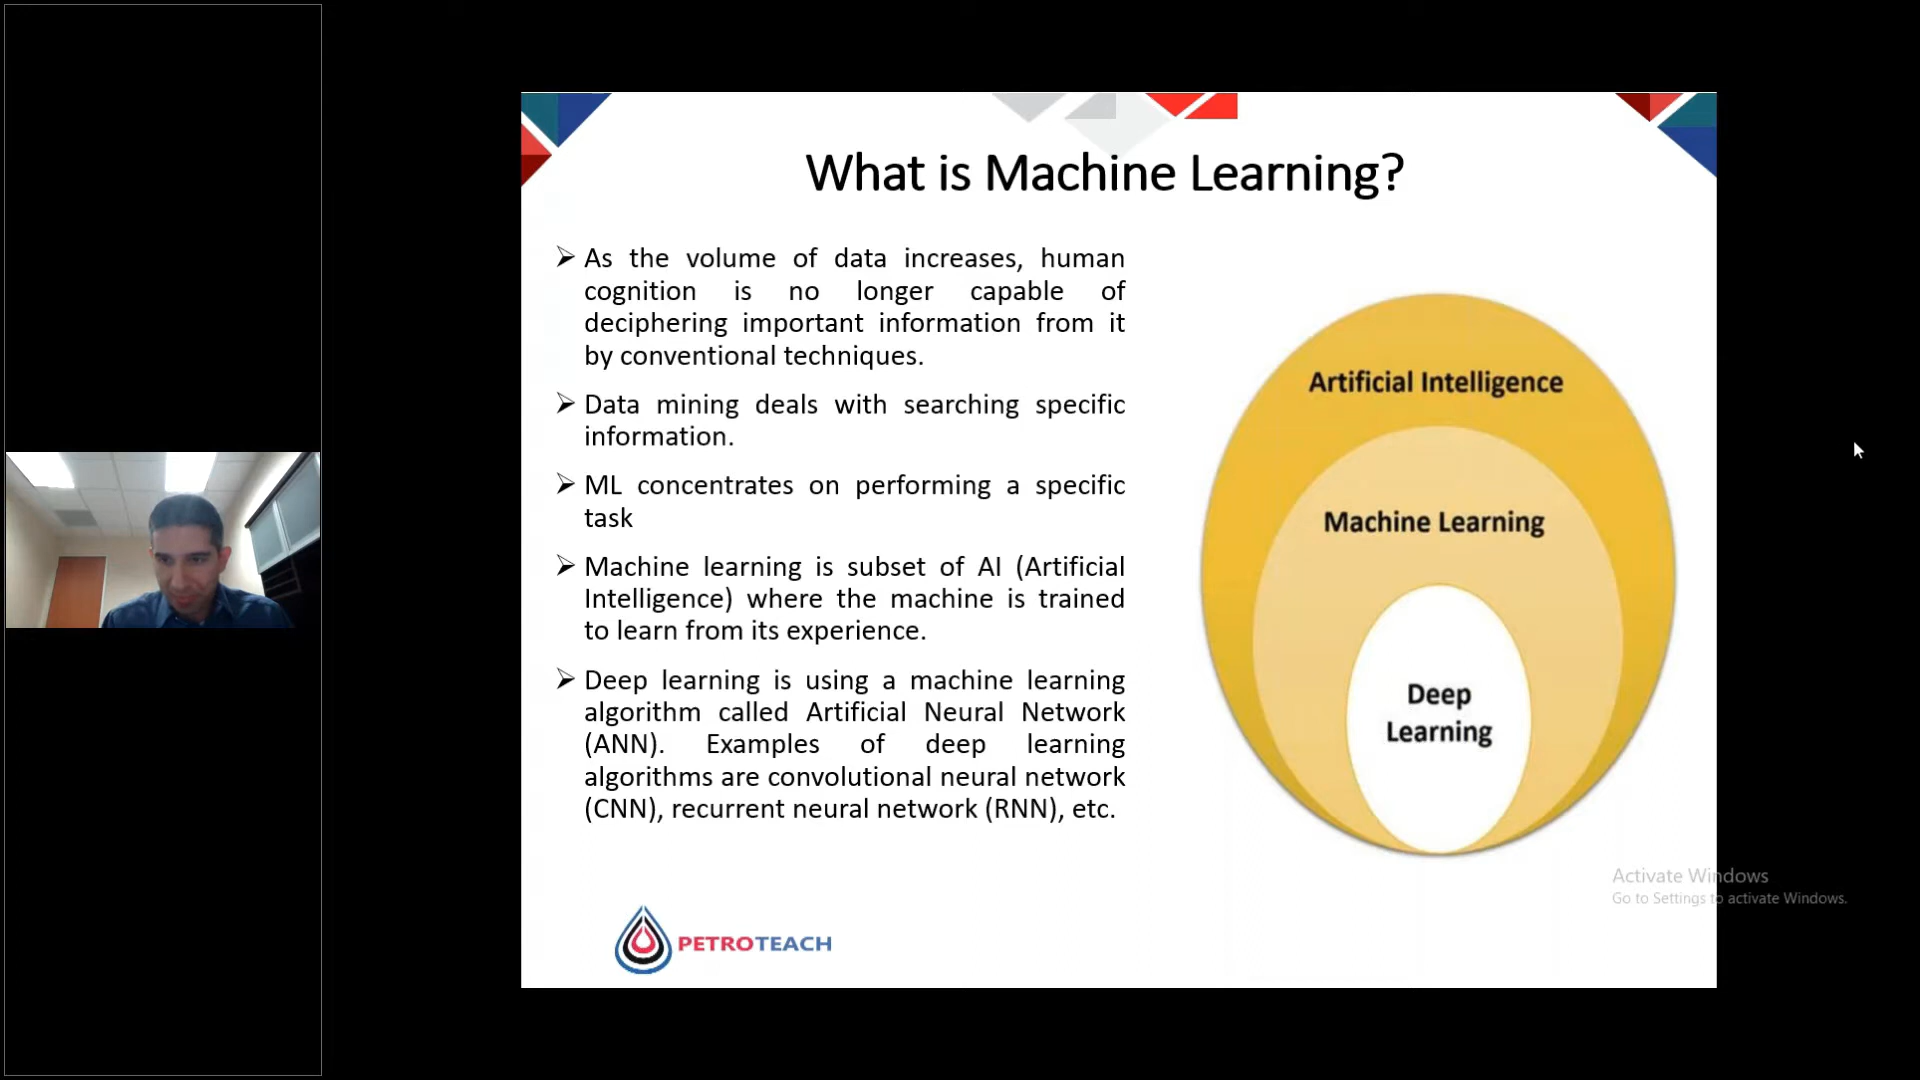 What is Machine Learning?
➢ As the volume of data increases, human
cognition is no longer capable of
deciphering important information from it
by conventional techniques.
➢ Data mining deals with searching specific
information.
➢ ML concentrates on performing a specific
task
➢ Machine learning is subset of AI (Artificial
Intelligence) where the machine is trained
to learn from its experience.
➢ Deep learning is using a machine learning
algorithm called Artificial Neural Network
(ANN). Examples of deep learning
algorithms are convolutional neural network
(CNN), recurrent neural network (RNN), etc.
Artificial Intelligence
Machine Learning
Deep
Learning
Activate Windows
Go to Settings to activate Windows.
PETROTEACH